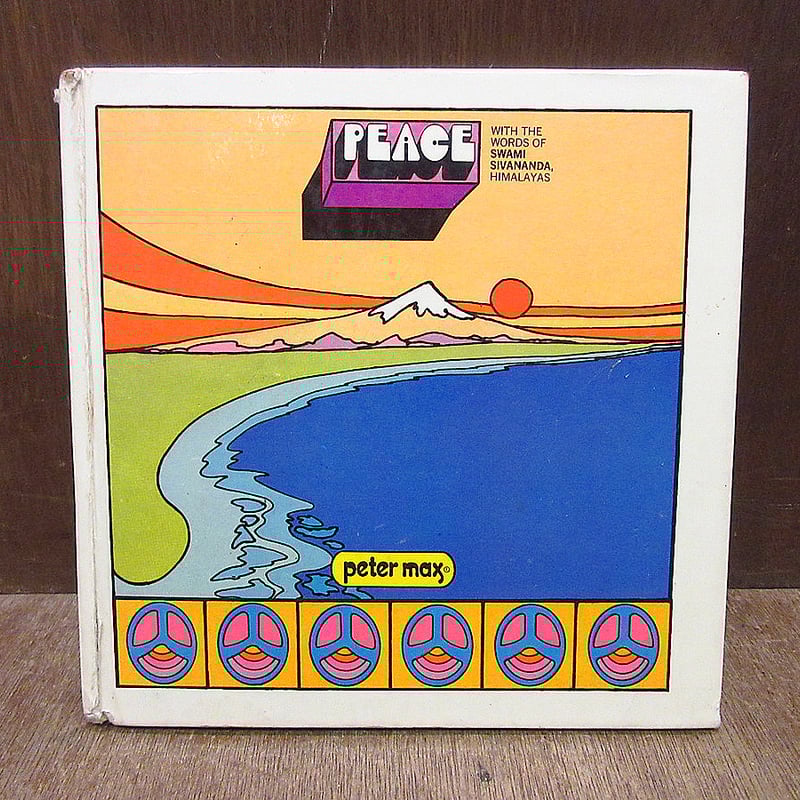 PEACE
WITH THE
WORDS OF
SWAMI
SIVANANDA,
HIMALAYAS
peter max®